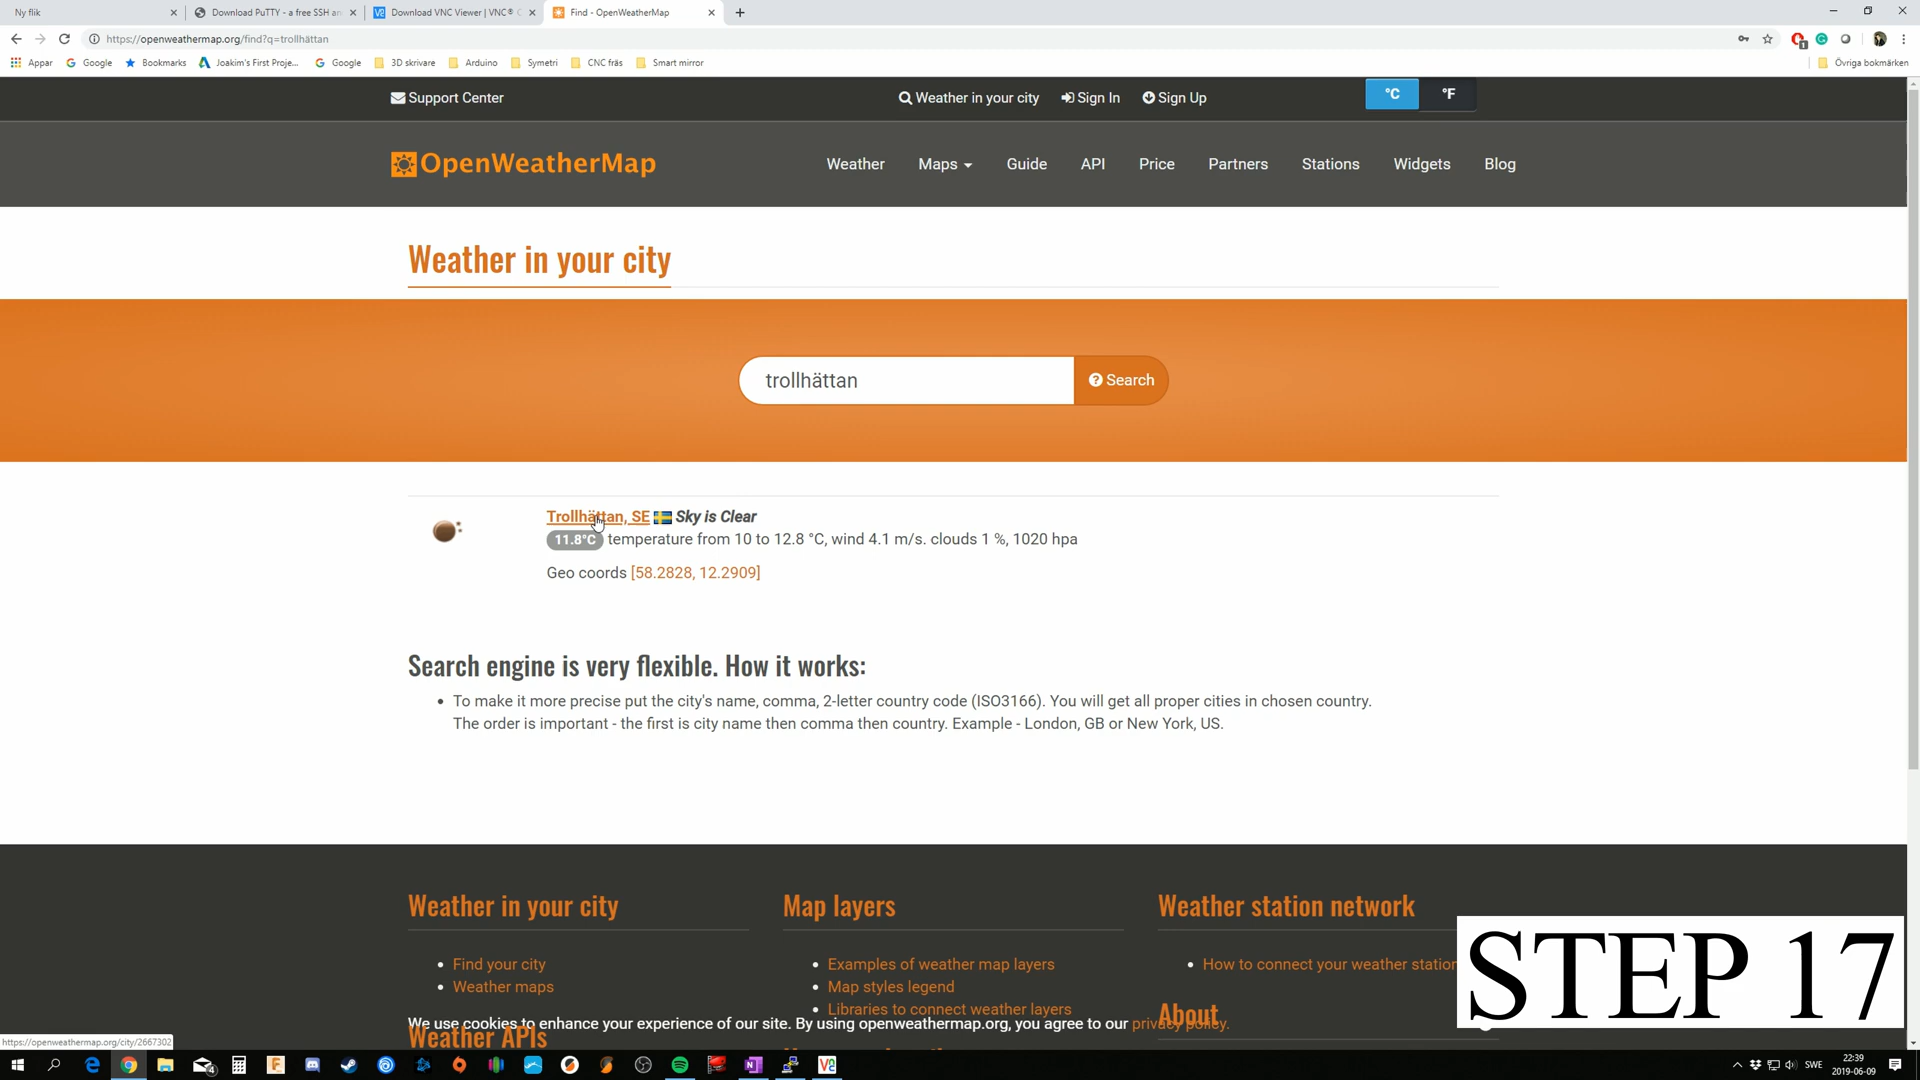 Ny flik
Download PuTTY - a free SSH an
Download VNC Viewer | VNC® C
Find - OpenWeatherMap
https://openweathermap.org/find?q=trollhättan
Appar
Google
Bookmarks
Joakim's First Proje...
Google
3D skrivare
Arduino
Symetri
CNC fräs
Smart mirror
Övriga bokmärken
Support Center
Weather in your city
Sign In
Sign Up
°C
°F
OpenWeatherMap
Weather
Maps
Guide
API
Price
Partners
Stations
Widgets
Blog
Weather in your city
trollhättan
Search
Trollhättan, SE Sky is Clear
11.8°C temperature from 10 to 12.8 °C, wind 4.1 m/s. clouds 1 %, 1020 hpa
Geo coords [58.2828, 12.2909]
Search engine is very flexible. How it works:
To make it more precise put the city's name, comma, 2-letter country code (ISO3166). You will get all proper cities in chosen country.
The order is important - the first is city name then comma then country. Example - London, GB or New York, US.
Weather in your city
Find your city
Weather maps
Weather APIs
Map layers
Examples of weather map layers
Map styles legend
Libraries to connect weather layers
Weather station network
How to connect your weather station
About
We use cookies to enhance your experience of our site. By using openweathermap.org, you agree to our privacy policy.
STEP 17
https://openweathermap.org/city/2667302
SWE
22:39
2019-06-09